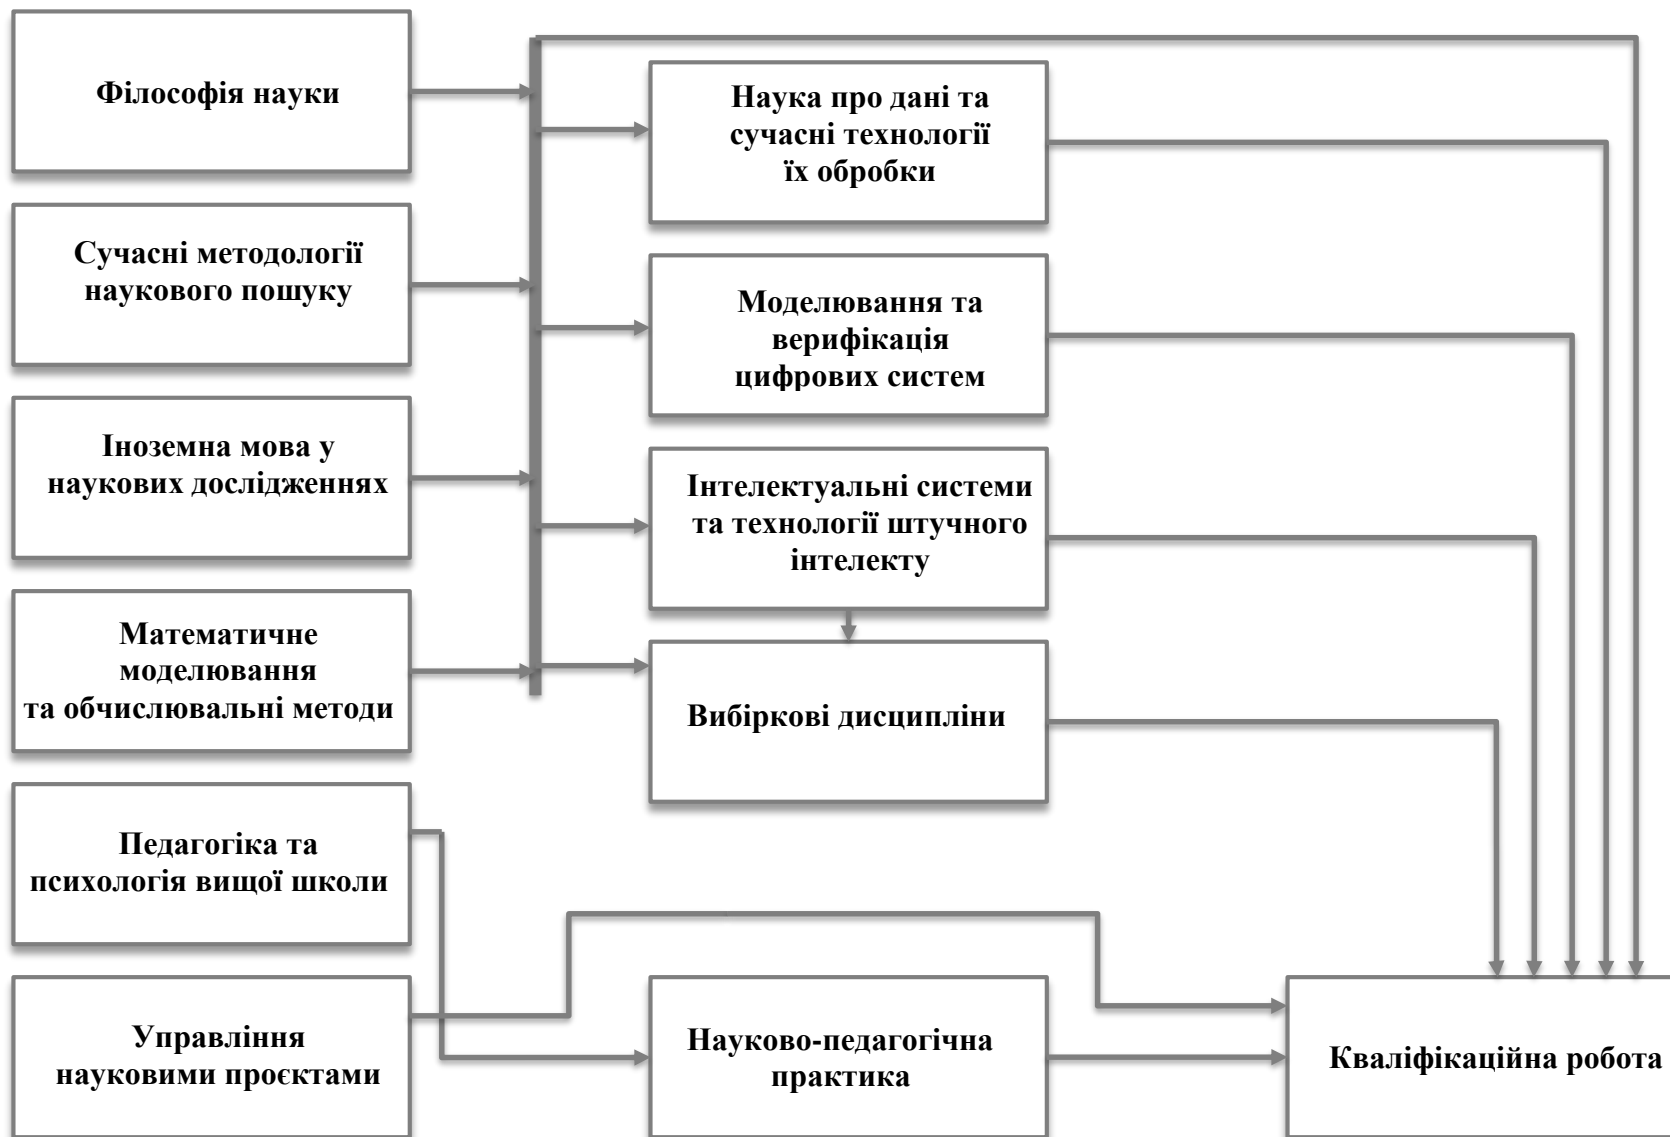 Філософія науки
Сучасні методології
наукового пошуку
Іноземна мова у
наукових дослідженнях
Математичне
моделювання
та обчислювальні методи
Педагогіка та
психологія вищої школи
Управління
науковими проєктами
Наука про дані та
сучасні технології
їх обробки
Моделювання та
верифікація
цифрових систем
Інтелектуальні системи
та технології штучного
інтелекту
Вибіркові дисципліни
Науково-педагогічна
практика
Кваліфікаційна робота